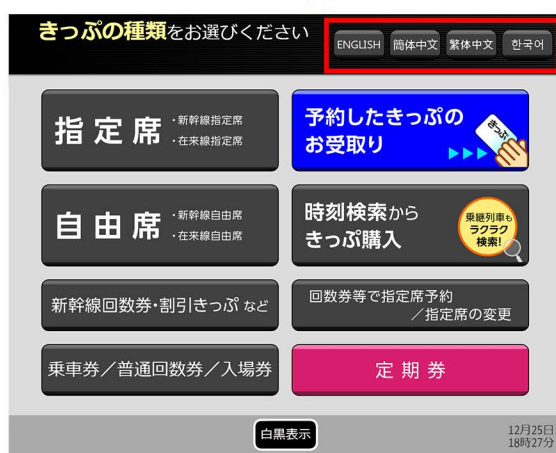 きっぷの種類をお選びください
ENGLISH 简体中文 繁体中文 한국어
指定席
・新幹線指定席
・在来線指定席
予約したきっぷの
お受取り
きっぷ
自由席
・新幹線自由席
・在来線自由席
時刻検索から
きっぷ購入
乗継列車も
ラクラク
検索!
新幹線回数券・割引きっぷ など
回数券等で指定席予約
／指定席の変更
乗車券／普通回数券／入場券
定期券
白黒表示
12月25日
18時27分